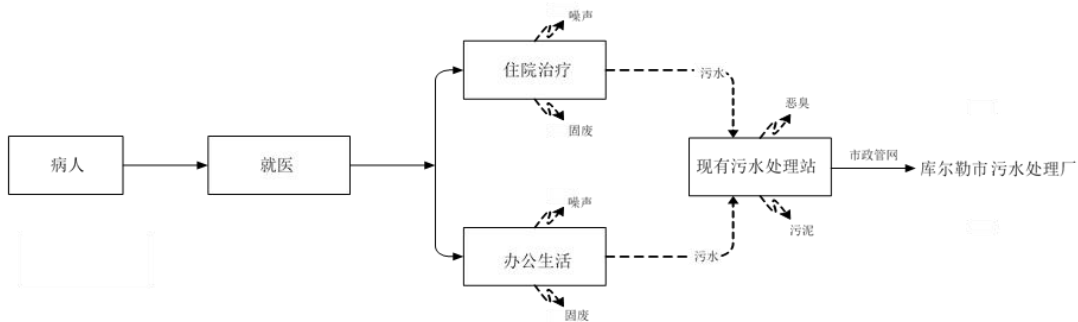 噪声
住院治疗
污水
固废
恶臭
病人
就医
现有污水处理站
市政管网
库尔勒市污水处理厂
噪声
污泥
办公生活
污水
固废